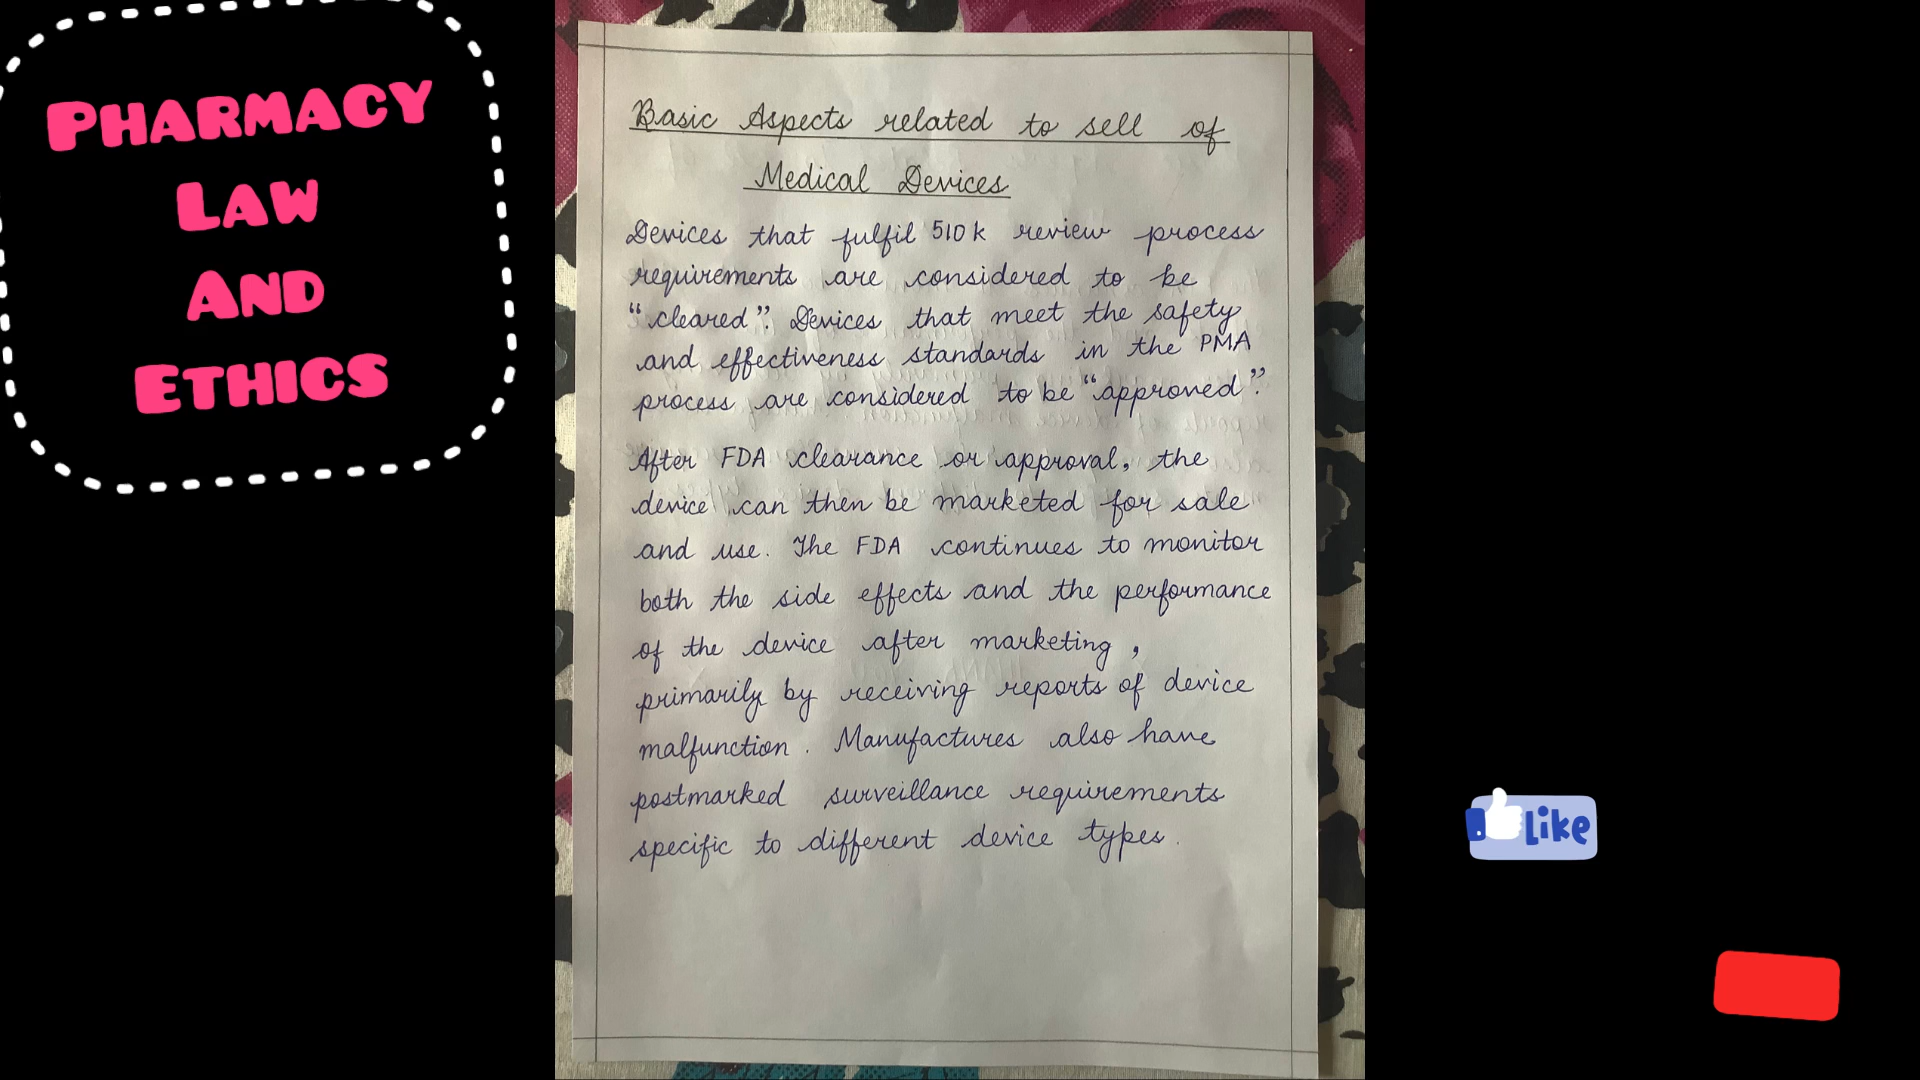 PHARMACY
LAW
AND
ETHICS
Basic Aspects related to sell of
Medical Devices
Devices that fulfil 510k review process
requirements are considered to be
“cleared”. Devices that meet the safety
and effectiveness standards in the PMA
process are considered to be “approved”.
After FDA clearance or approval, the
device can then be marketed for sale
and use. The FDA continues to monitor
both the side effects and the performance
of the device after marketing,
primarily by receiving reports of device
malfunction. Manufactures also have
postmarked surveillance requirements
specific to different device types.
Like